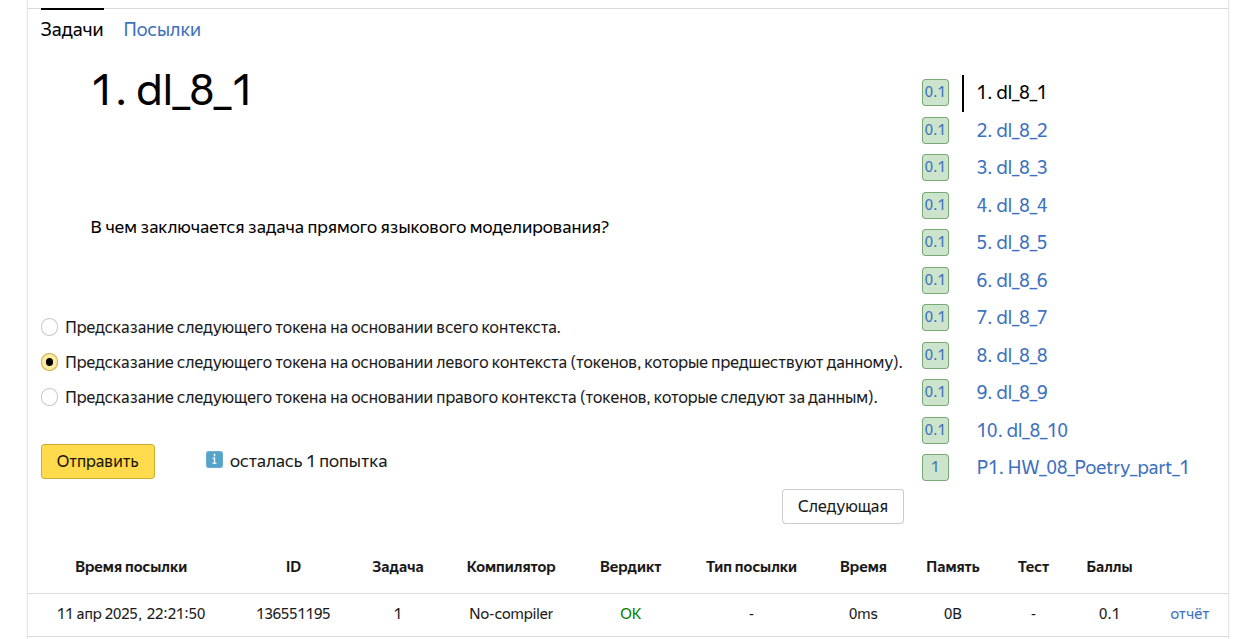 Задачи Посылки
1. dl_8_1
В чем заключается задача прямого языкового моделирования?
Предсказание следующего токена на основании всего контекста.
Предсказание следующего токена на основании левого контекста (токенов, которые предшествуют данному).
Предсказание следующего токена на основании правого контекста (токенов, которые следуют за данным).
Отправить i осталась 1 попытка
Следующая
0.1 1. dl_8_1
0.1 2. dl_8_2
0.1 3. dl_8_3
0.1 4. dl_8_4
0.1 5. dl_8_5
0.1 6. dl_8_6
0.1 7. dl_8_7
0.1 8. dl_8_8
0.1 9. dl_8_9
0.1 10. dl_8_10
1 P1. HW_08_Poetry_part_1
Время посылки ID Задача Компилятор Вердикт Тип посылки Время Память Тест Баллы
11 апр 2025, 22:21:50 136551195 1 No-compiler OK - 0ms 0B - 0.1 отчёт